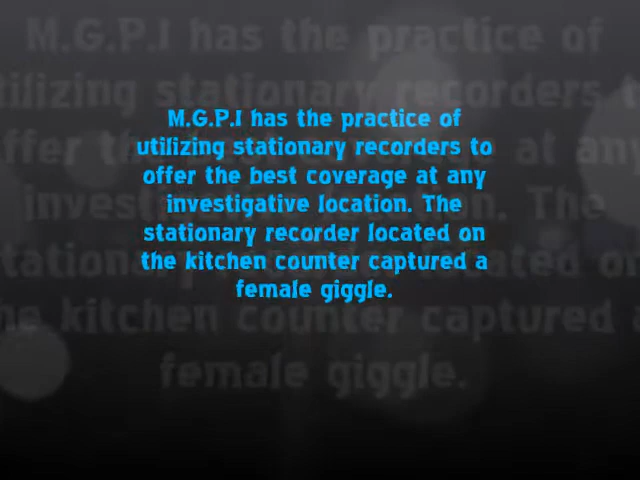 M.G.P.I has the practice of
utilizing stationary recorders to
offer the best coverage at any
investigative location. The
stationary recorder located on
the kitchen counter captured a
female giggle.